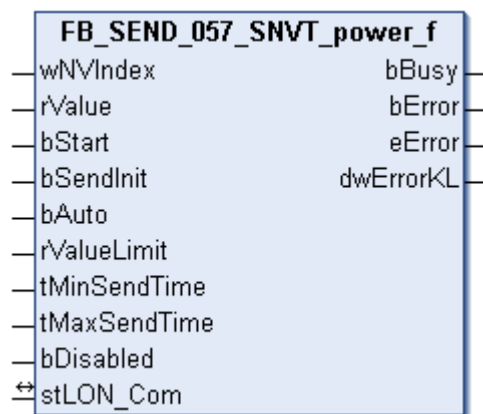 FB_SEND_057_SNVT_power_f
wNVIndex bBusy
rValue bError
bStart eError
bSendInit dwErrorKL
bAuto
rValueLimit
tMinSendTime
tMaxSendTime
bDisabled
stLON_Com